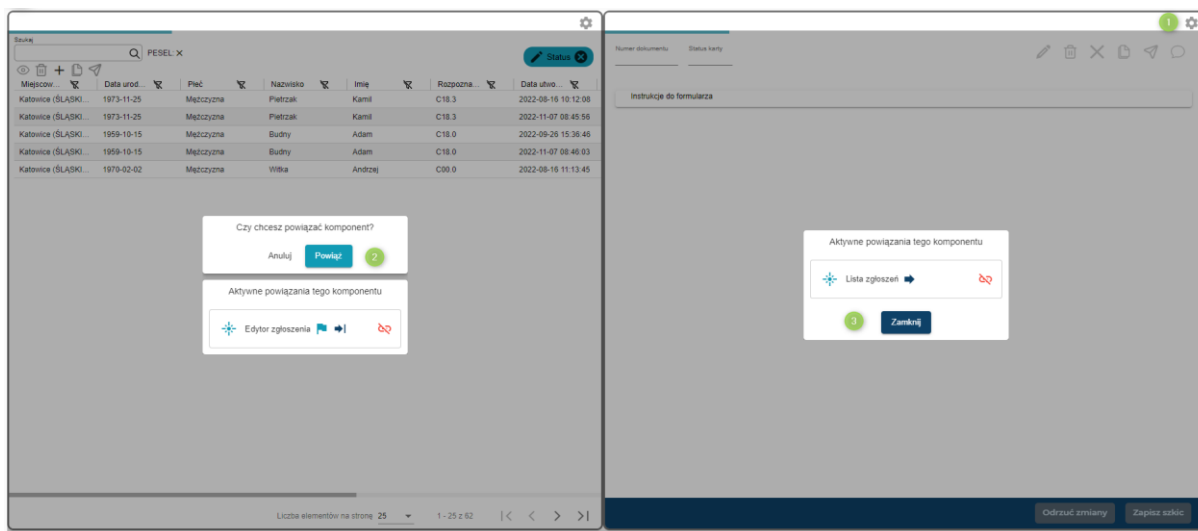 1
Szukaj
PESEL: X
Status
Miejscow... Data urod... Płeć Nazwisko Imię Rozpozna... Data utwo...
Katowice (ŚLĄSKI... 1973-11-25 Mężczyzna Pietrzak Kamil C18.3 2022-08-16 10:12:08
Katowice (ŚLĄSKI... 1973-11-25 Mężczyzna Pietrzak Kamil C18.3 2022-11-07 08:45:56
Katowice (ŚLĄSKI... 1959-10-15 Mężczyzna Budny Adam C18.0 2022-09-26 15:36:46
Katowice (ŚLĄSKI... 1959-10-15 Mężczyzna Budny Adam C18.0 2022-11-07 08:46:03
Katowice (ŚLĄSKI... 1970-02-02 Mężczyzna Witka Andrzej C00.0 2022-08-16 11:13:45
Czy chcesz powiązać komponent?
Anuluj Powiąż 2
Aktywne powiązania tego komponentu
Edytor zgłoszenia
Liczba elementów na stronę 25 1 - 25 z 62
Numer dokumentu Status karty
Instrukcje do formularza
Aktywne powiązania tego komponentu
Lista zgłoszeń
3 Zamknij
Odrzuć zmiany Zapisz szkic